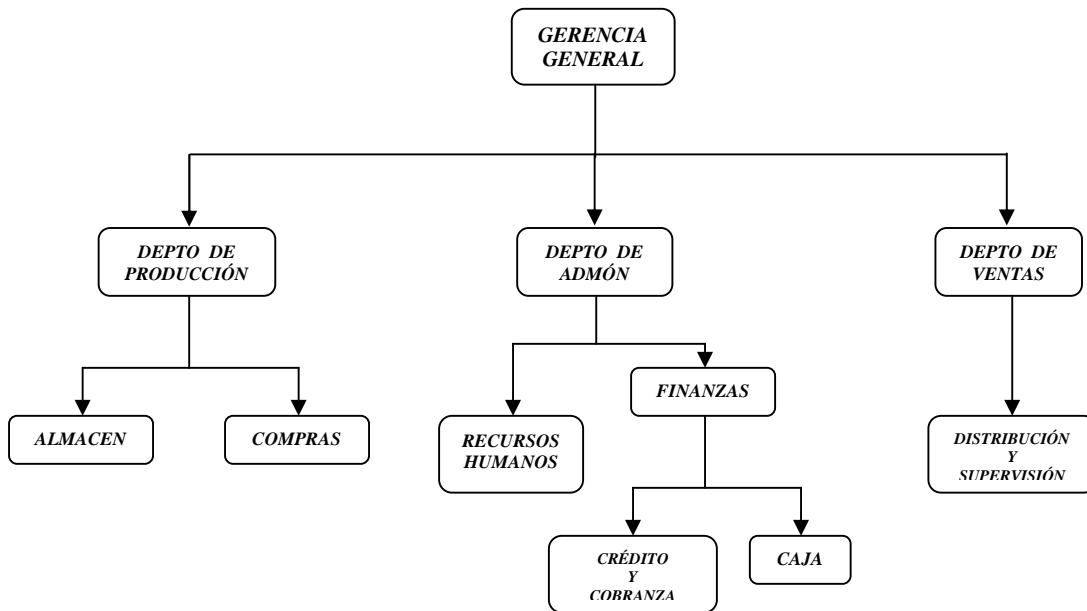 GERENCIA
GENERAL
DEPTO DE
PRODUCCIÓN
DEPTO DE
ADMÓN
DEPTO DE
VENTAS
ALMACEN
COMPRAS
RECURSOS
HUMANOS
FINANZAS
DISTRIBUCIÓN
Y
SUPERVISIÓN
CRÉDITO
Y
COBRANZA
CAJA